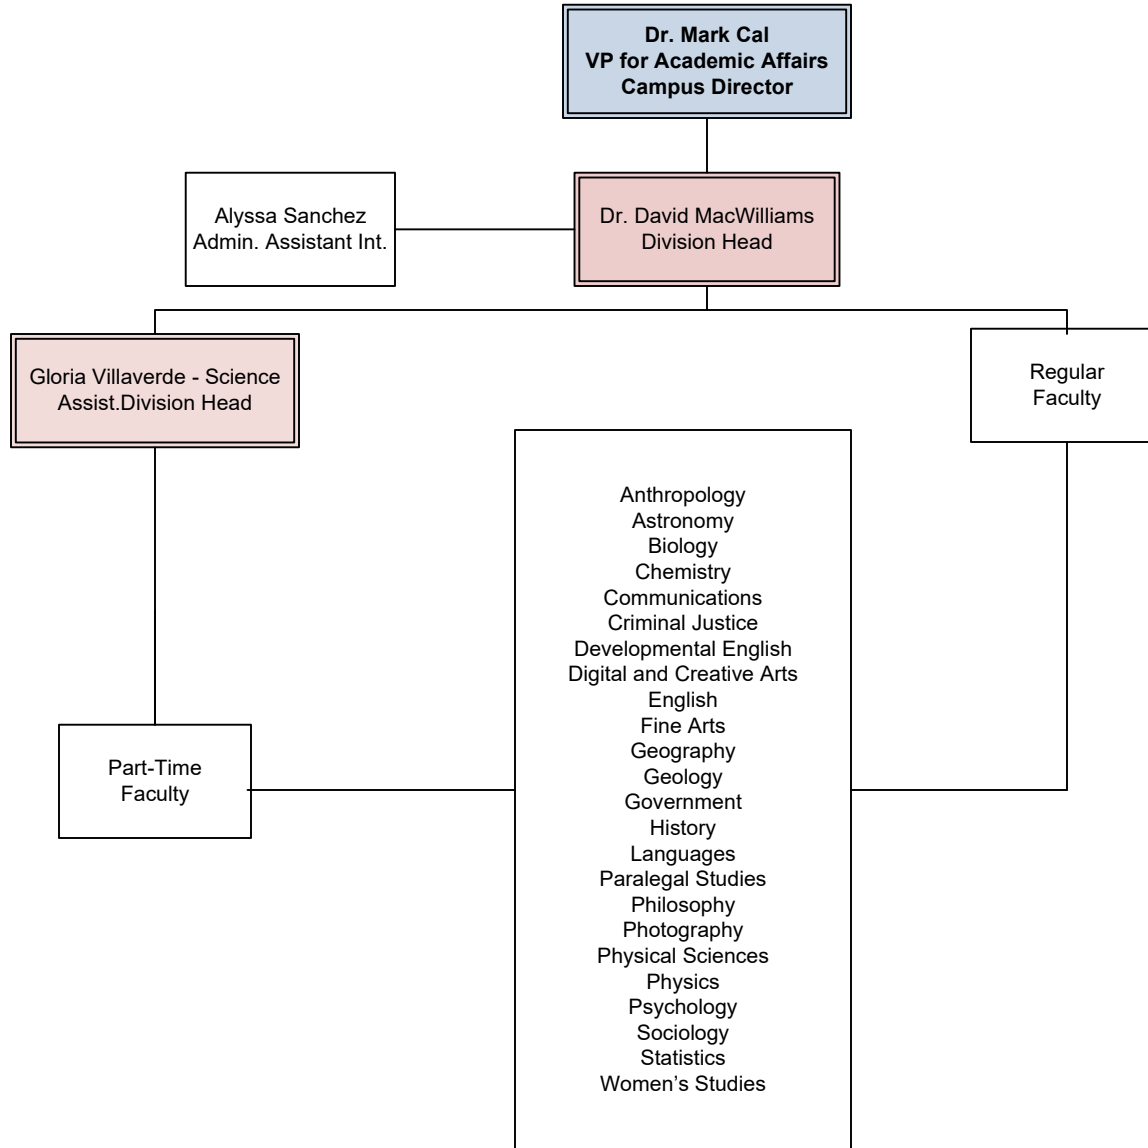 Dr. Mark Cal
VP for Academic Affairs
Campus Director
Alyssa Sanchez
Admin. Assistant Int.
Dr. David MacWilliams
Division Head
Gloria Villaverde - Science
Assist.Division Head
Regular
Faculty
Anthropology
Astronomy
Biology
Chemistry
Communications
Criminal Justice
Developmental English
Digital and Creative Arts
English
Fine Arts
Geography
Geology
Government
History
Languages
Paralegal Studies
Philosophy
Photography
Physical Sciences
Physics
Psychology
Sociology
Statistics
Women’s Studies
Part-Time
Faculty